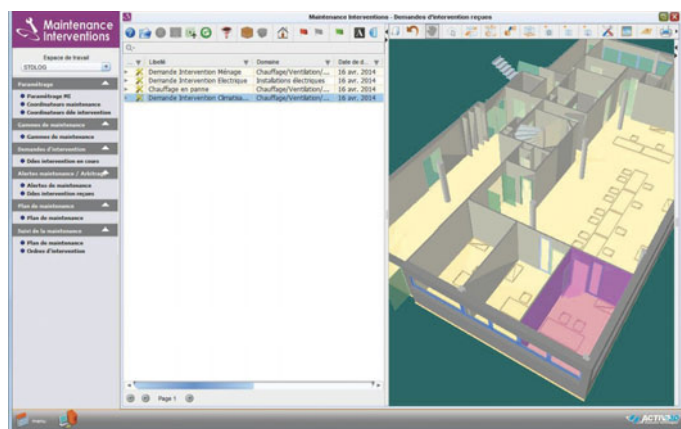 Maintenance Interventions - Demandes d'intervention reçues
Maintenance
Interventions
Espace de travail
STDLOG
Paramétrage
Paramétrage MI
Coordinateurs maintenance
Coordinateurs dde intervention
Gammes de maintenance
Gammes de maintenance
Demandes d'intervention
Ddes intervention en cours
Alertes maintenance / Arbitrage
Alertes de maintenance
Ddes intervention reçues
Plan de maintenance
Plan de maintenance
Suivi de la maintenance
Plan de maintenance
Ordres d'intervention
... Libellé Domaine Date de d...
Demande Intervention Ménage Chauffage/Ventilation/... 16 avr. 2014
Demande Intervention Electrique Installations électriques 16 avr. 2014
Chauffage en panne Chauffage/Ventilation/... 16 avr. 2014
Demande Intervention Climatisa... Chauffage/Ventilation/... 16 avr. 2014
Page 1
menu
ACTIVe3D